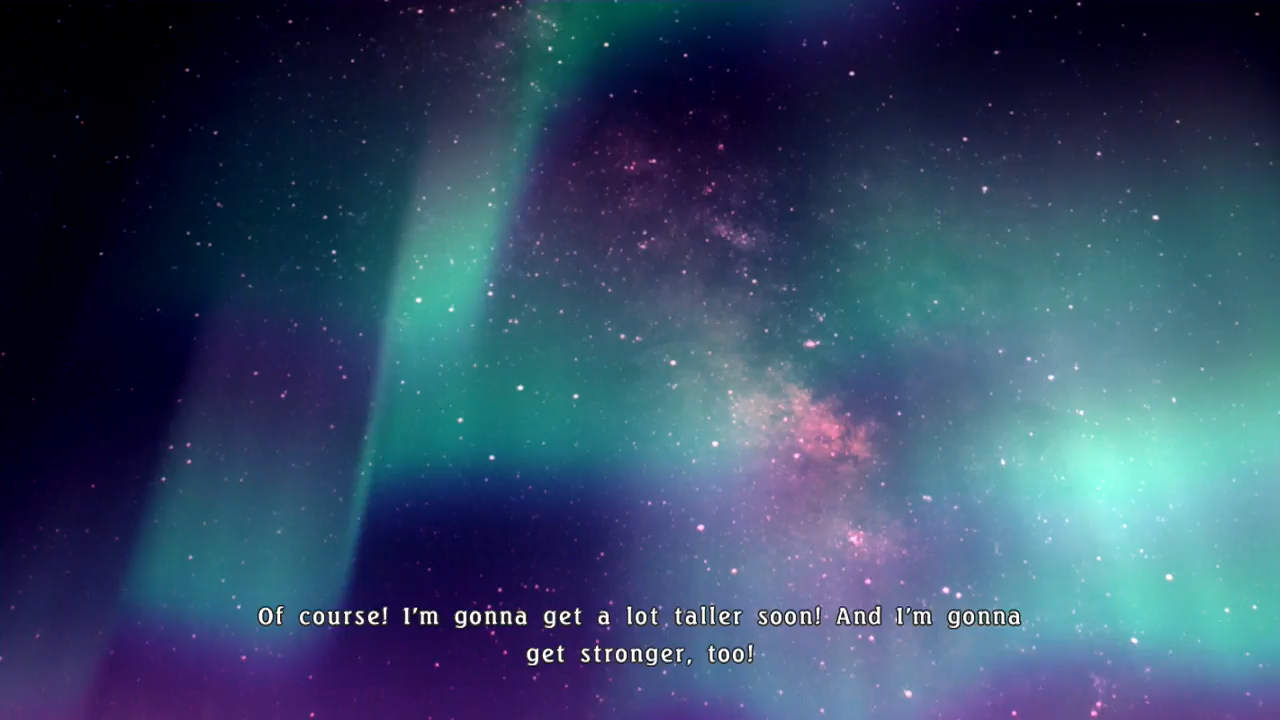 Of course! I'm gonna get a lot taller soon! And I'm gonna
get stronger, too!